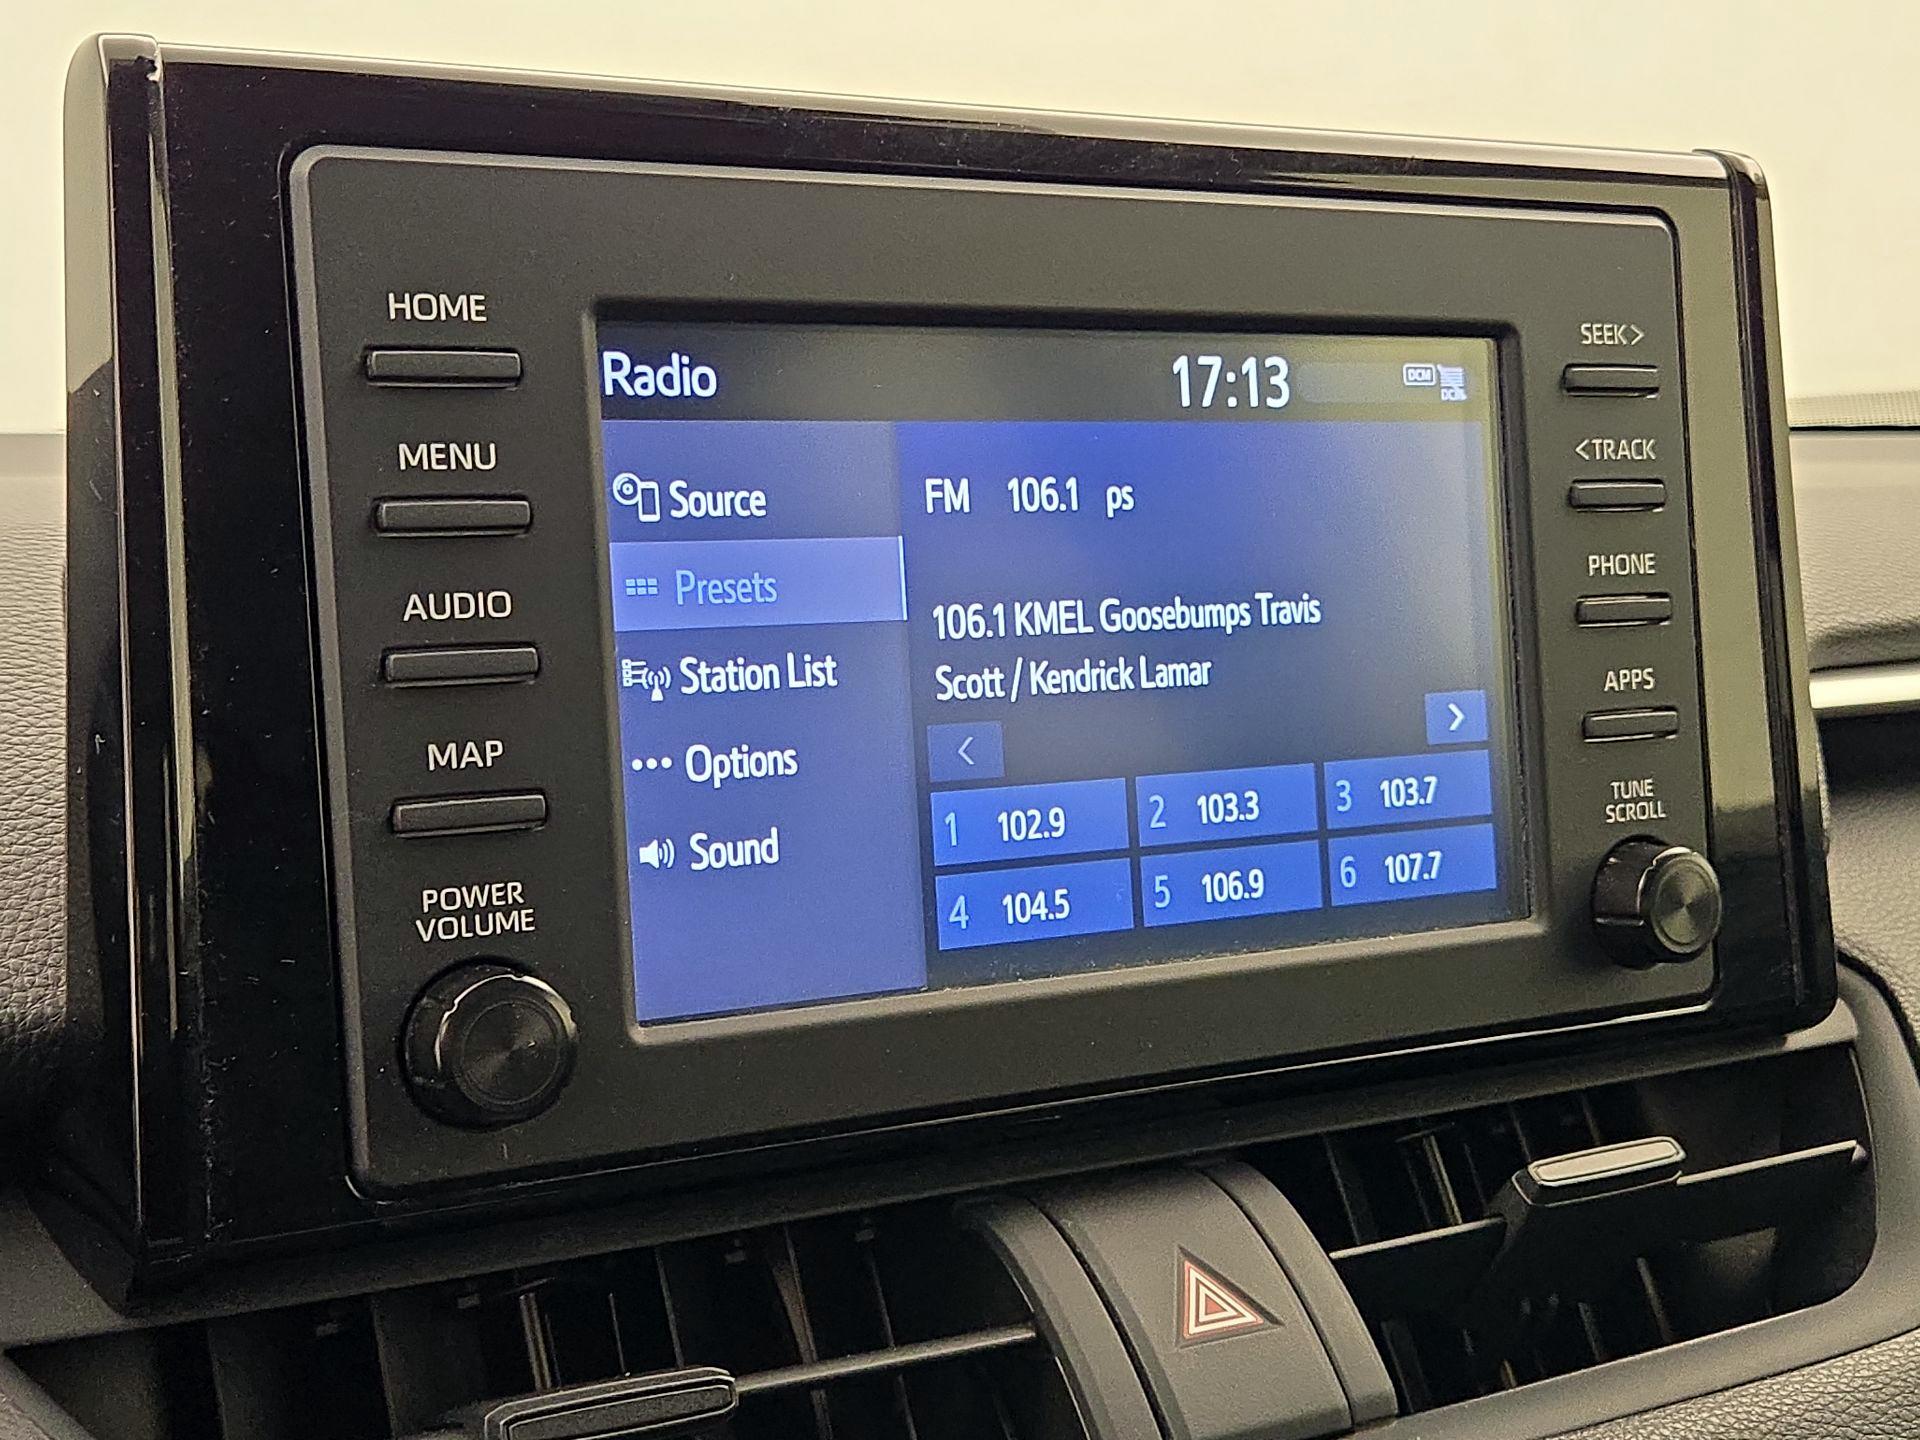 HOME
MENU
AUDIO
MAP
POWER
VOLUME
Radio
17:13
DCM
DCM
Source
Presets
Station List
Options
Sound
FM 106.1 ps
106.1 KMEL Goosebumps Travis
Scott / Kendrick Lamar
<
>
1 102.9
2 103.3
3 103.7
4 104.5
5 106.9
6 107.7
SEEK>
<TRACK
PHONE
APPS
TUNE
SCROLL